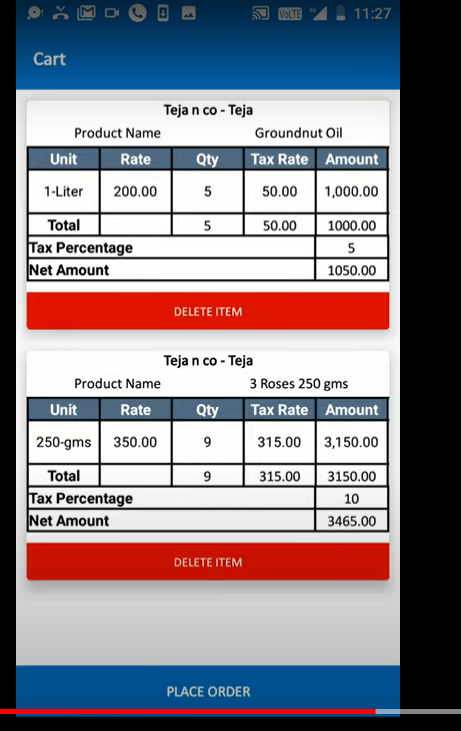 VoLTE 4G 11:27
Cart
Teja n co - Teja
Product Name Groundnut Oil
Unit Rate Qty Tax Rate Amount
1-Liter 200.00 5 50.00 1,000.00
Total 5 50.00 1000.00
Tax Percentage 5
Net Amount 1050.00
DELETE ITEM
Teja n co - Teja
Product Name 3 Roses 250 gms
Unit Rate Qty Tax Rate Amount
250-gms 350.00 9 315.00 3,150.00
Total 9 315.00 3150.00
Tax Percentage 10
Net Amount 3465.00
DELETE ITEM
PLACE ORDER